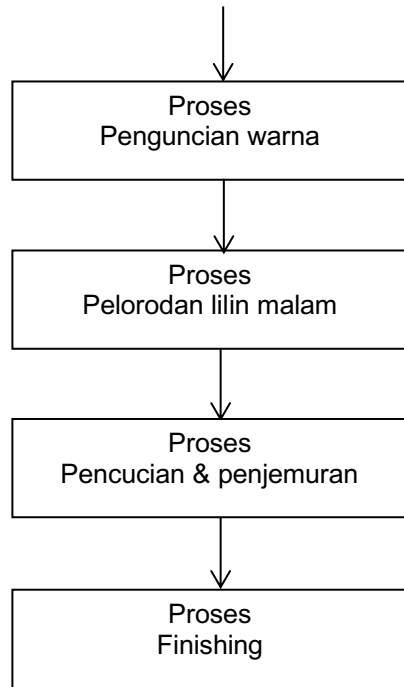 Proses
Penguncian warna
Proses
Pelorodan lilin malam
Proses
Pencucian & penjemuran
Proses
Finishing